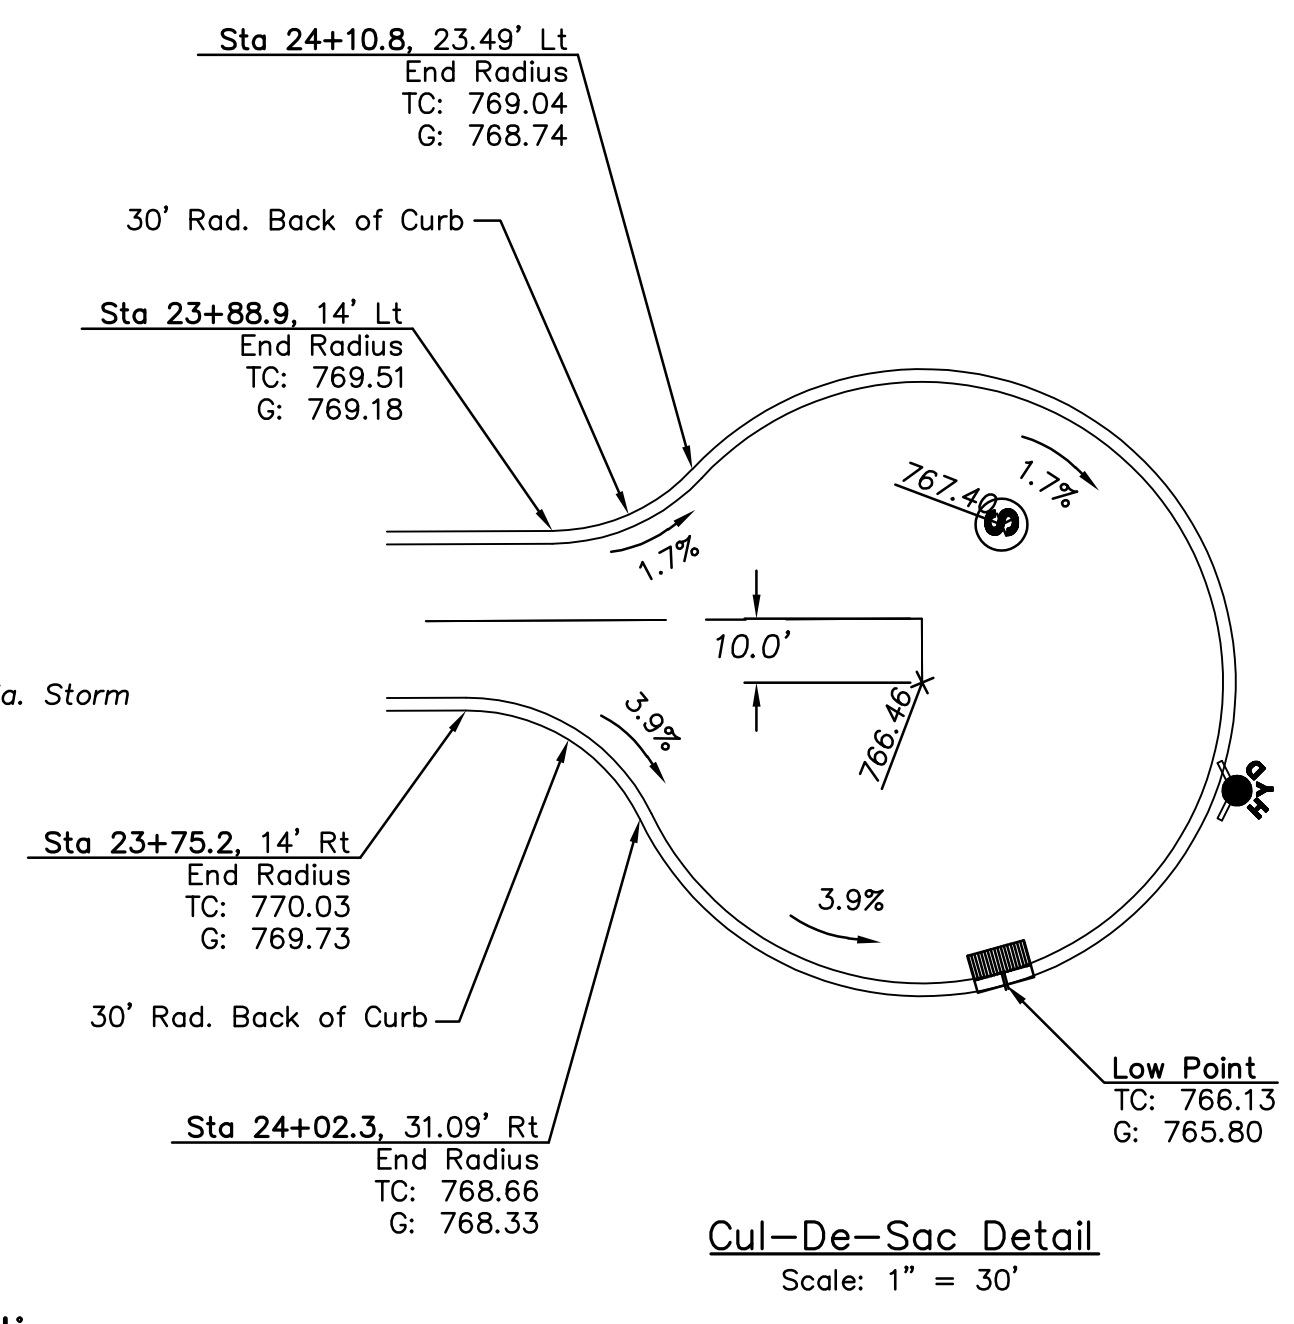 Sta 24+10.8, 23.49' Lt
End Radius
TC: 769.04
G: 768.74
30' Rad. Back of Curb
Sta 23+88.9, 14' Lt
End Radius
TC: 769.51
G: 769.18
767.40
S
1.7%
1.7%
10.0'
a. Storm
3.9%
766.46
HYD
Sta 23+75.2, 14' Rt
End Radius
TC: 770.03
G: 769.73
3.9%
30' Rad. Back of Curb
Low Point
TC: 766.13
G: 765.80
Sta 24+02.3, 31.09' Rt
End Radius
TC: 768.66
G: 768.33
Cul-De-Sac Detail
Scale: 1" = 30'